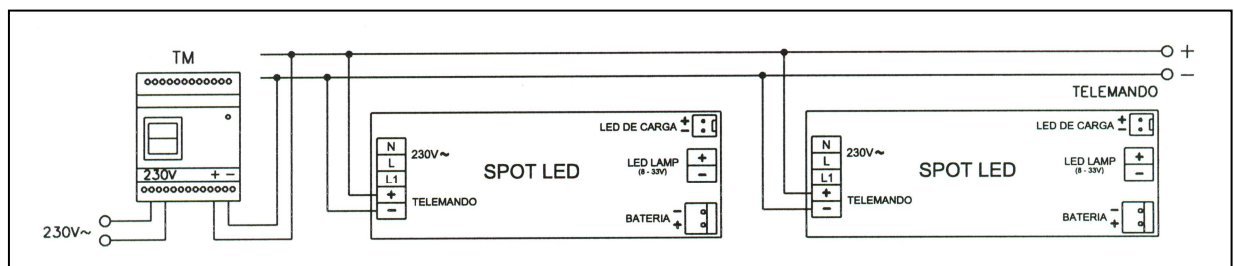 TM
+
−
TELEMANDO
230V
+ −
230V~
N
L
L1
+
−
230V~
TELEMANDO
SPOT LED
LED DE CARGA + −
LED LAMP
(8 - 33V)
+
−
BATERIA − +
N
L
L1
+
−
230V~
TELEMANDO
SPOT LED
LED DE CARGA + −
LED LAMP
(8 - 33V)
+
−
BATERIA − +